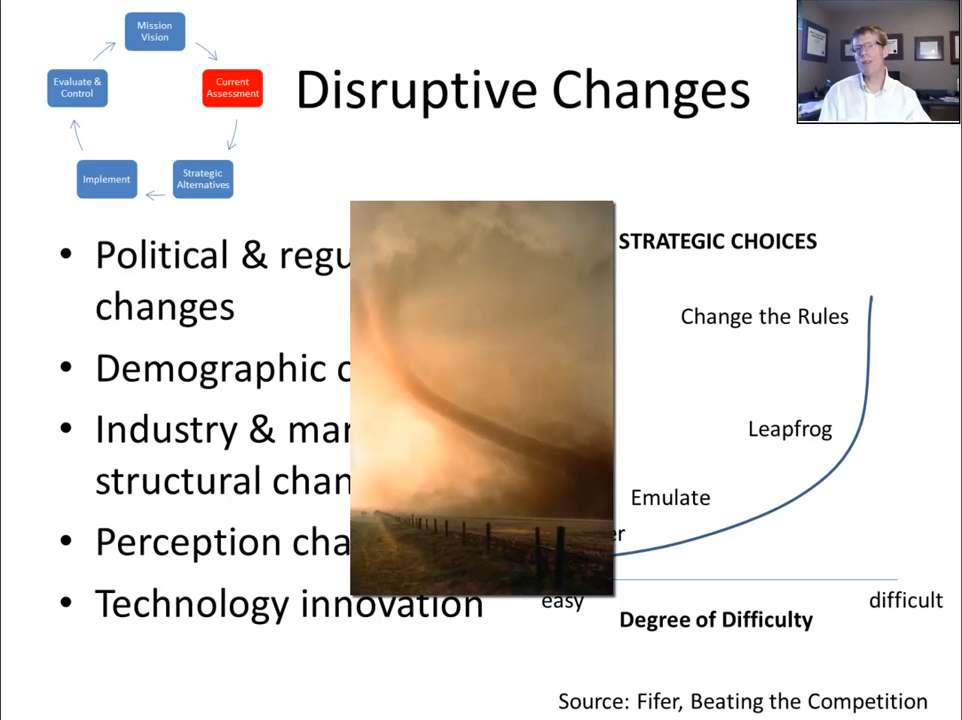 Mission
Vision
Evaluate &
Control
Current
Assessment
Implement
Strategic
Alternatives
Disruptive Changes
• Political & regu
changes
• Demographic c
• Industry & mar
structural chan
• Perception cha
• Technology innovation
STRATEGIC CHOICES
Change the Rules
Leapfrog
Emulate
er
easy
difficult
Degree of Difficulty
Source: Fifer, Beating the Competition